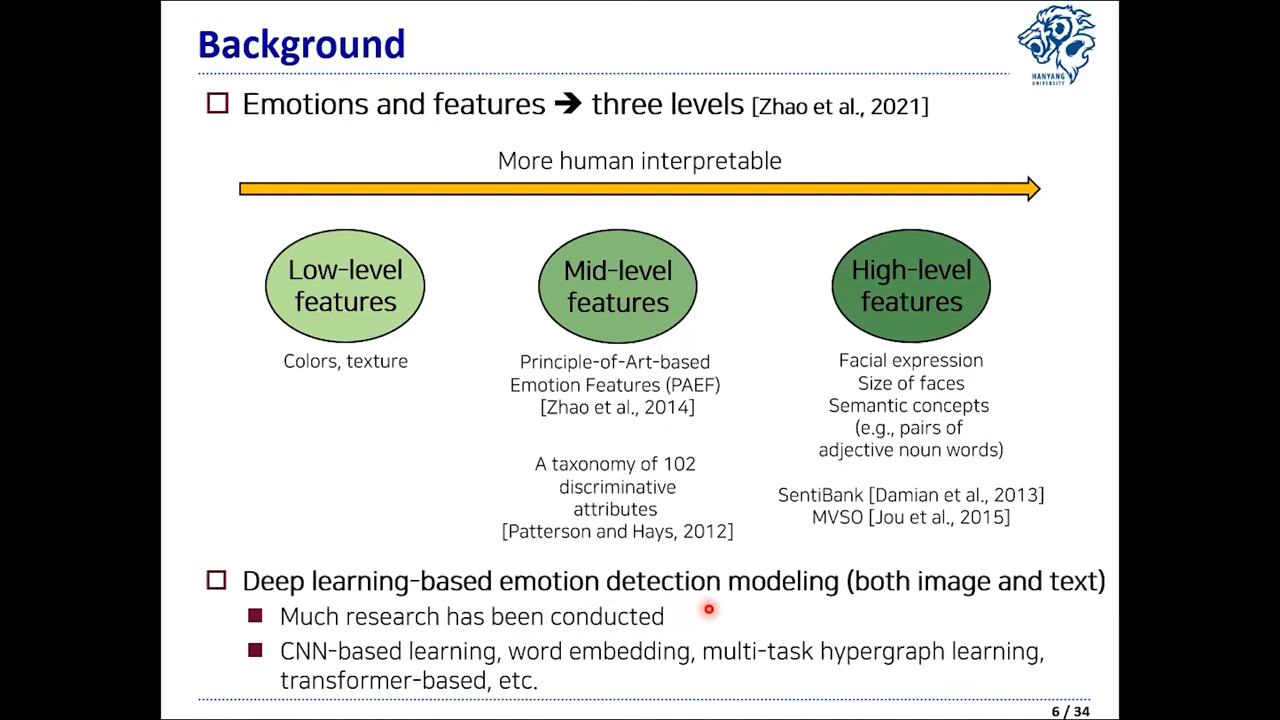 Background
HANYANG
UNIVERSITY
Emotions and features ➔ three levels [Zhao et al., 2021]
More human interpretable
Low-level
features
Mid-level
features
High-level
features
Colors, texture
Principle-of-Art-based
Emotion Features (PAEF)
[Zhao et al., 2014]
A taxonomy of 102
discriminative
attributes
[Patterson and Hays, 2012]
Facial expression
Size of faces
Semantic concepts
(e.g., pairs of
adjective noun words)
SentiBank [Damian et al., 2013]
MVSO [Jou et al., 2015]
Deep learning-based emotion detection modeling (both image and text)
Much research has been conducted
CNN-based learning, word embedding, multi-task hypergraph learning,
transformer-based, etc.
6 / 34